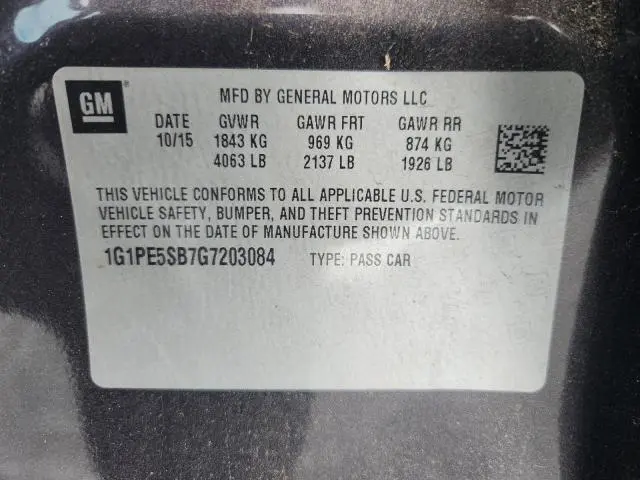 GM
MFD BY GENERAL MOTORS LLC
DATE GVWR GAWR FRT GAWR RR
10/15 1843 KG 969 KG 874 KG
4063 LB 2137 LB 1926 LB
THIS VEHICLE CONFORMS TO ALL APPLICABLE U.S. FEDERAL MOTOR
VEHICLE SAFETY, BUMPER, AND THEFT PREVENTION STANDARDS IN
EFFECT ON THE DATE OF MANUFACTURE SHOWN ABOVE.
1G1PE5SB7G7203084 TYPE: PASS CAR